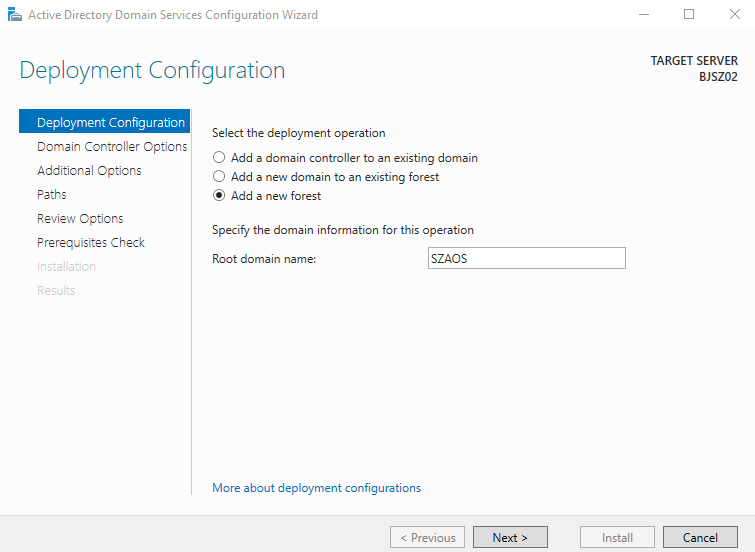 Active Directory Domain Services Configuration Wizard
Deployment Configuration
TARGET SERVER
BJSZ02
Deployment Configuration
Domain Controller Options
Additional Options
Paths
Review Options
Prerequisites Check
Installation
Results
Select the deployment operation
Add a domain controller to an existing domain
Add a new domain to an existing forest
Add a new forest
Specify the domain information for this operation
Root domain name: SZAOS
More about deployment configurations
< Previous Next > Install Cancel